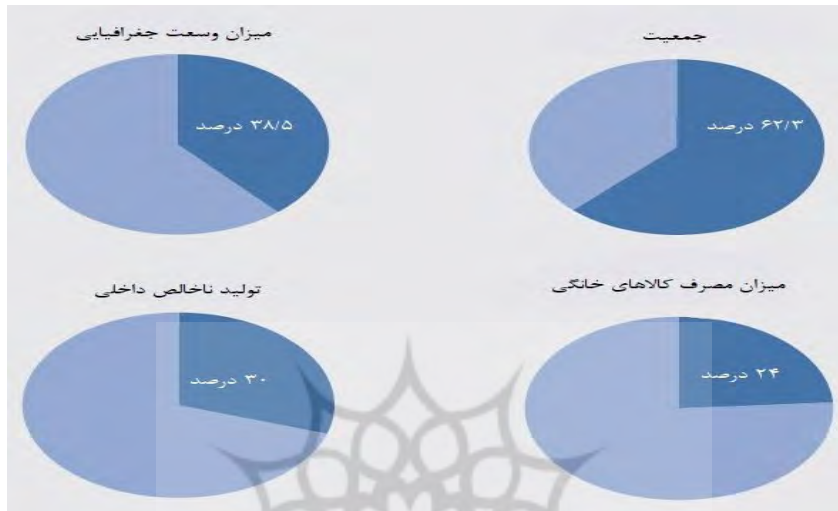 جمعیت
۶۲/۳ درصد
میزان وسعت جغرافیایی
۳۸/۵ درصد
میزان مصرف کالاهای خانگی
۲۴ درصد
تولید ناخالص داخلی
۳۰ درصد